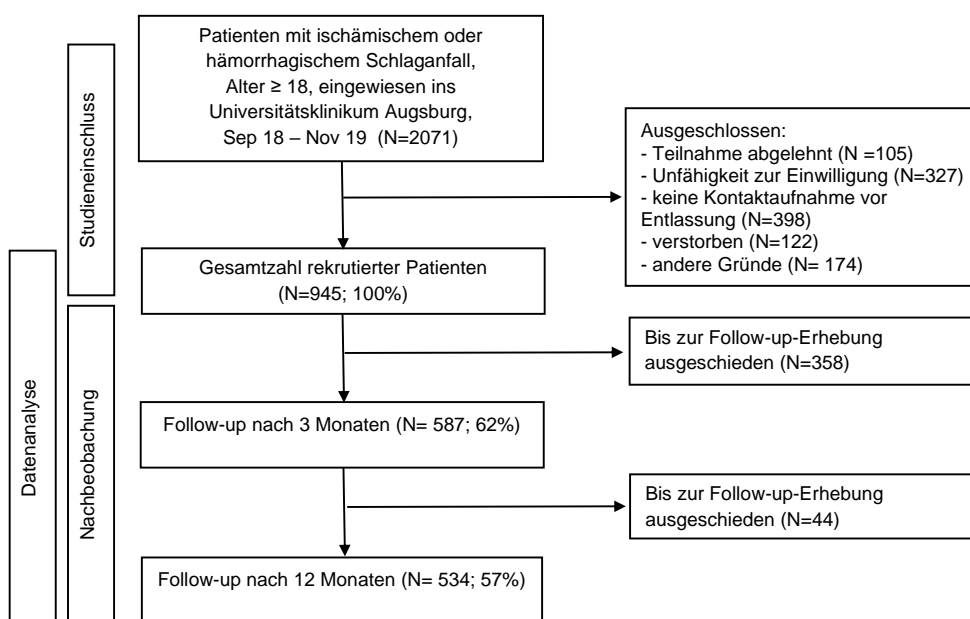 Patienten mit ischämischem oder
hämorrhagischem Schlaganfall,
Alter ≥ 18, eingewiesen ins
Universitätsklinikum Augsburg,
Sep 18 – Nov 19 (N=2071)
Studieneinschluss
Ausgeschlossen:
- Teilnahme abgelehnt (N =105)
- Unfähigkeit zur Einwilligung (N=327)
- keine Kontaktaufnahme vor
Entlassung (N=398)
- verstorben (N=122)
- andere Gründe (N= 174)
Gesamtzahl rekrutierter Patienten
(N=945; 100%)
Datenanalyse
Nachbeobachung
Bis zur Follow-up-Erhebung
ausgeschieden (N=358)
Follow-up nach 3 Monaten (N= 587; 62%)
Bis zur Follow-up-Erhebung
ausgeschieden (N=44)
Follow-up nach 12 Monaten (N= 534; 57%)